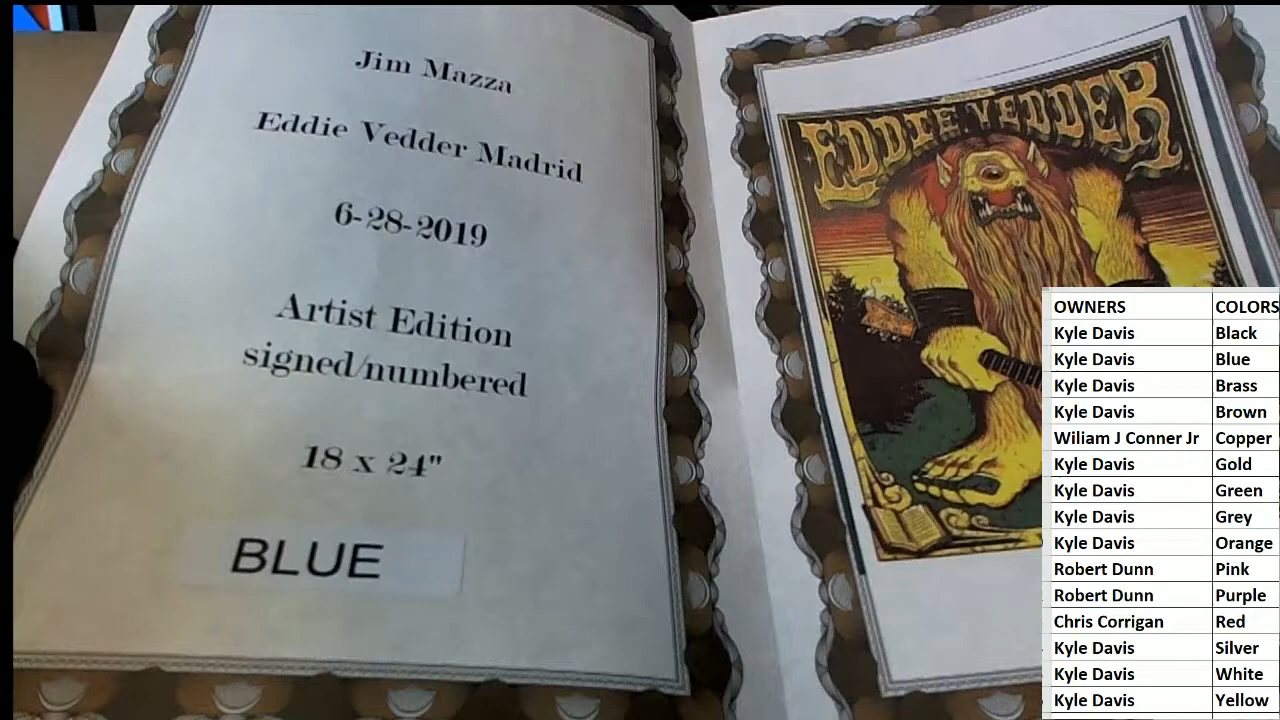 Jim Mazza
Eddie Vedder Madrid
6-28-2019
Artist Edition
signed/numbered
18 x 24"
BLUE
EDDIE VEDDER
OWNERS COLORS
Kyle Davis Black
Kyle Davis Blue
Kyle Davis Brass
Kyle Davis Brown
Wiliam J Conner Jr Copper
Kyle Davis Gold
Kyle Davis Green
Kyle Davis Grey
Kyle Davis Orange
Robert Dunn Pink
Robert Dunn Purple
Chris Corrigan Red
Kyle Davis Silver
Kyle Davis White
Kyle Davis Yellow